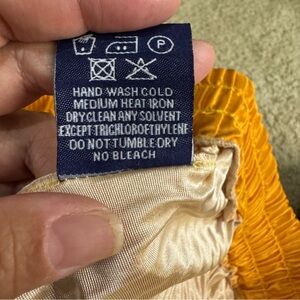 P
HAND WASH COLD
MEDIUM HEAT IRON
DRY CLEAN ANY SOLVENT
EXCEPT TRICHLOROETHYLENE
DO NOT TUMBLE DRY
NO BLEACH